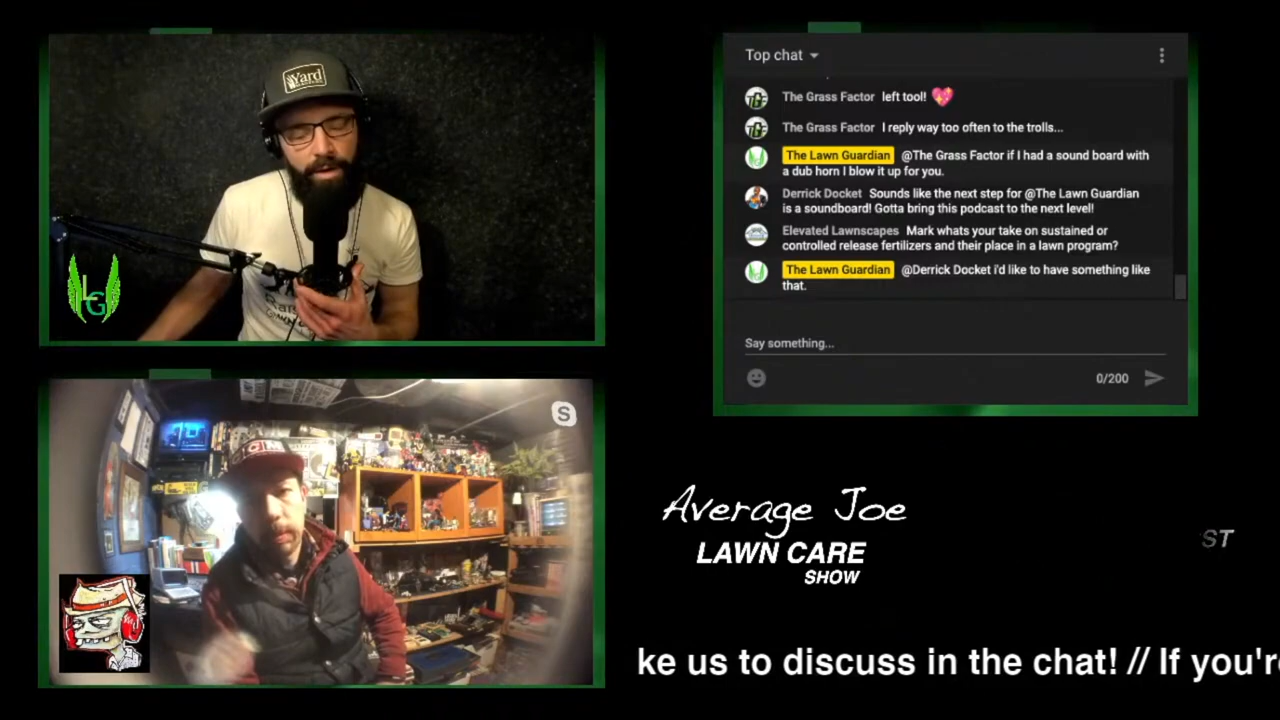 Yard
LG
S
Top chat
The Grass Factor left tool!
The Grass Factor I reply way too often to the trolls...
The Lawn Guardian @The Grass Factor if I had a sound board with
a dub horn I blow it up for you.
Derrick Docket Sounds like the next step for @The Lawn Guardian
is a soundboard! Gotta bring this podcast to the next level!
Elevated Lawnscapes Mark whats your take on sustained or
controlled release fertilizers and their place in a lawn program?
The Lawn Guardian @Derrick Docket i'd like to have something like
that.
Say something...
0/200
Average Joe
LAWN CARE
SHOW
ST
ke us to discuss in the chat! // If you're